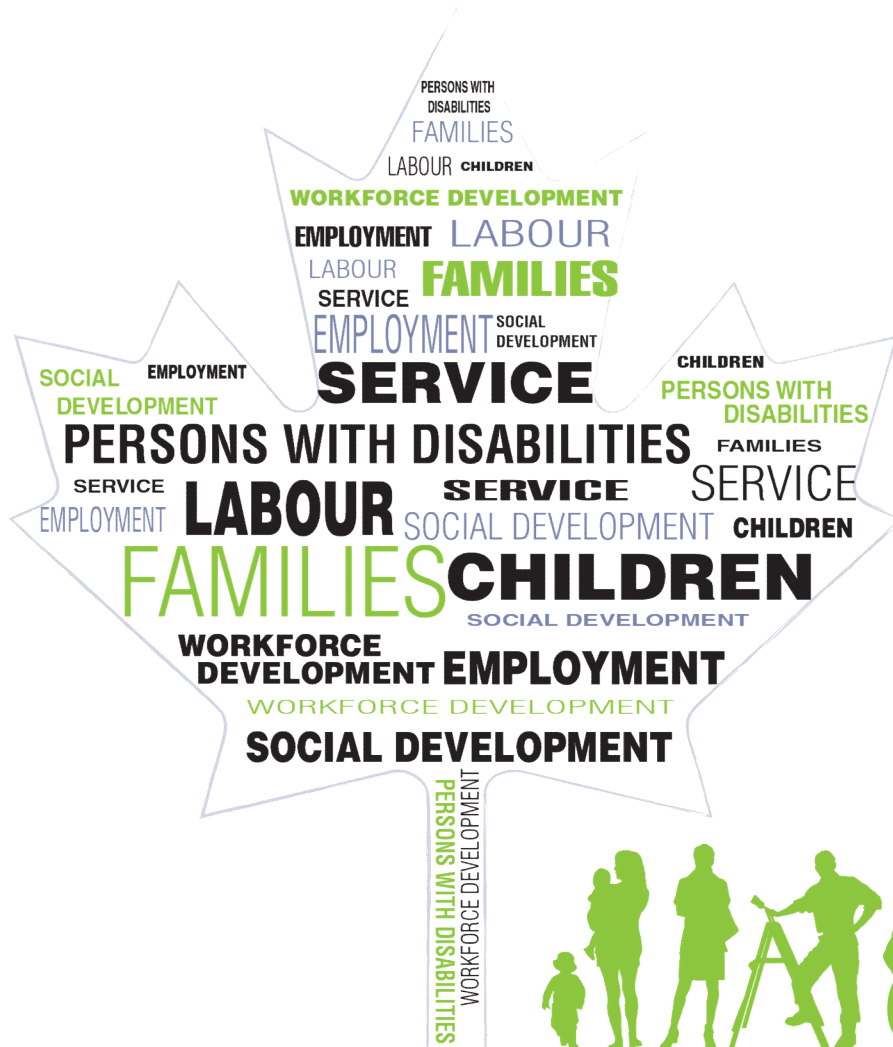 PERSONS WITH
DISABILITIES
FAMILIES
LABOUR CHILDREN
WORKFORCE DEVELOPMENT
EMPLOYMENT LABOUR
LABOUR FAMILIES
SERVICE
EMPLOYMENT SOCIAL
DEVELOPMENT
SERVICE
SOCIAL
DEVELOPMENT
EMPLOYMENT
CHILDREN
PERSONS WITH
DISABILITIES
PERSONS WITH DISABILITIES
FAMILIES
SERVICE
LABOUR
SERVICE
SERVICE
EMPLOYMENT
SOCIAL DEVELOPMENT
CHILDREN
FAMILIES
CHILDREN
SOCIAL DEVELOPMENT
WORKFORCE
DEVELOPMENT
EMPLOYMENT
WORKFORCE DEVELOPMENT
SOCIAL DEVELOPMENT
PERSONS WITH DISABILITIES
WORKFORCE DEVELOPMENT